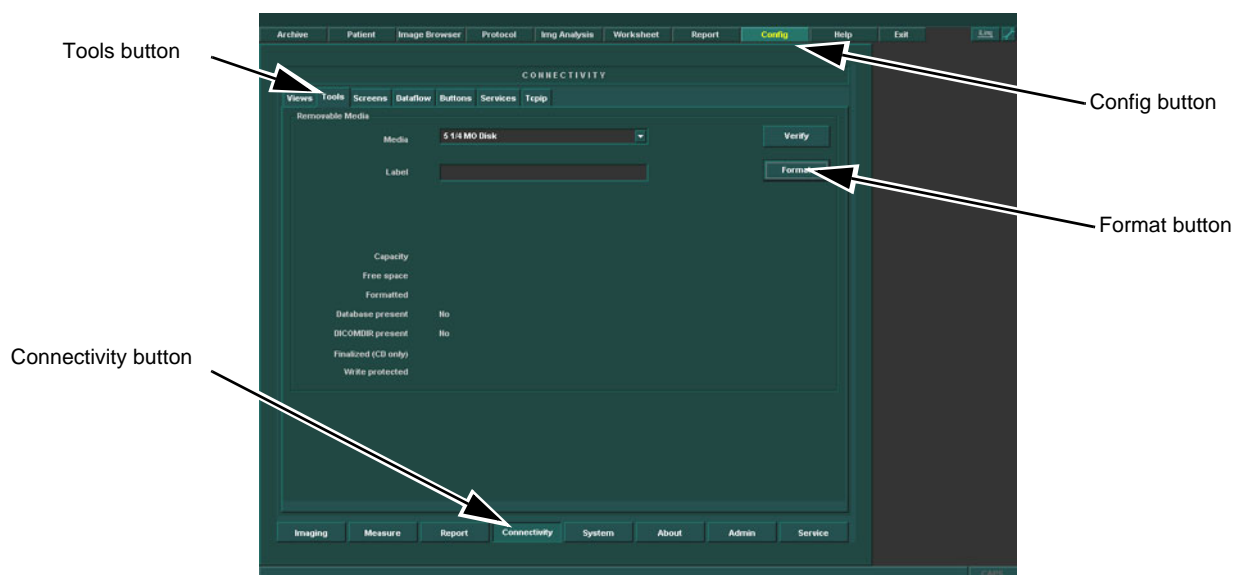 Archive Patient Image Browser Protocol Img Analysis Worksheet Report Config Help Exit
Tools button
CONNECTIVITY
Views Tools Screens Dataflow Buttons Services Tcpip
Config button
Removable Media
Media 5 1/4 MO Disk Verify
Label Format
Format button
Capacity
Free space
Formatted
Database present No
DICOMDIR present No
Connectivity button
Finalized (CD only)
Write protected
Imaging Measure Report Connectivity System About Admin Service
CAPS